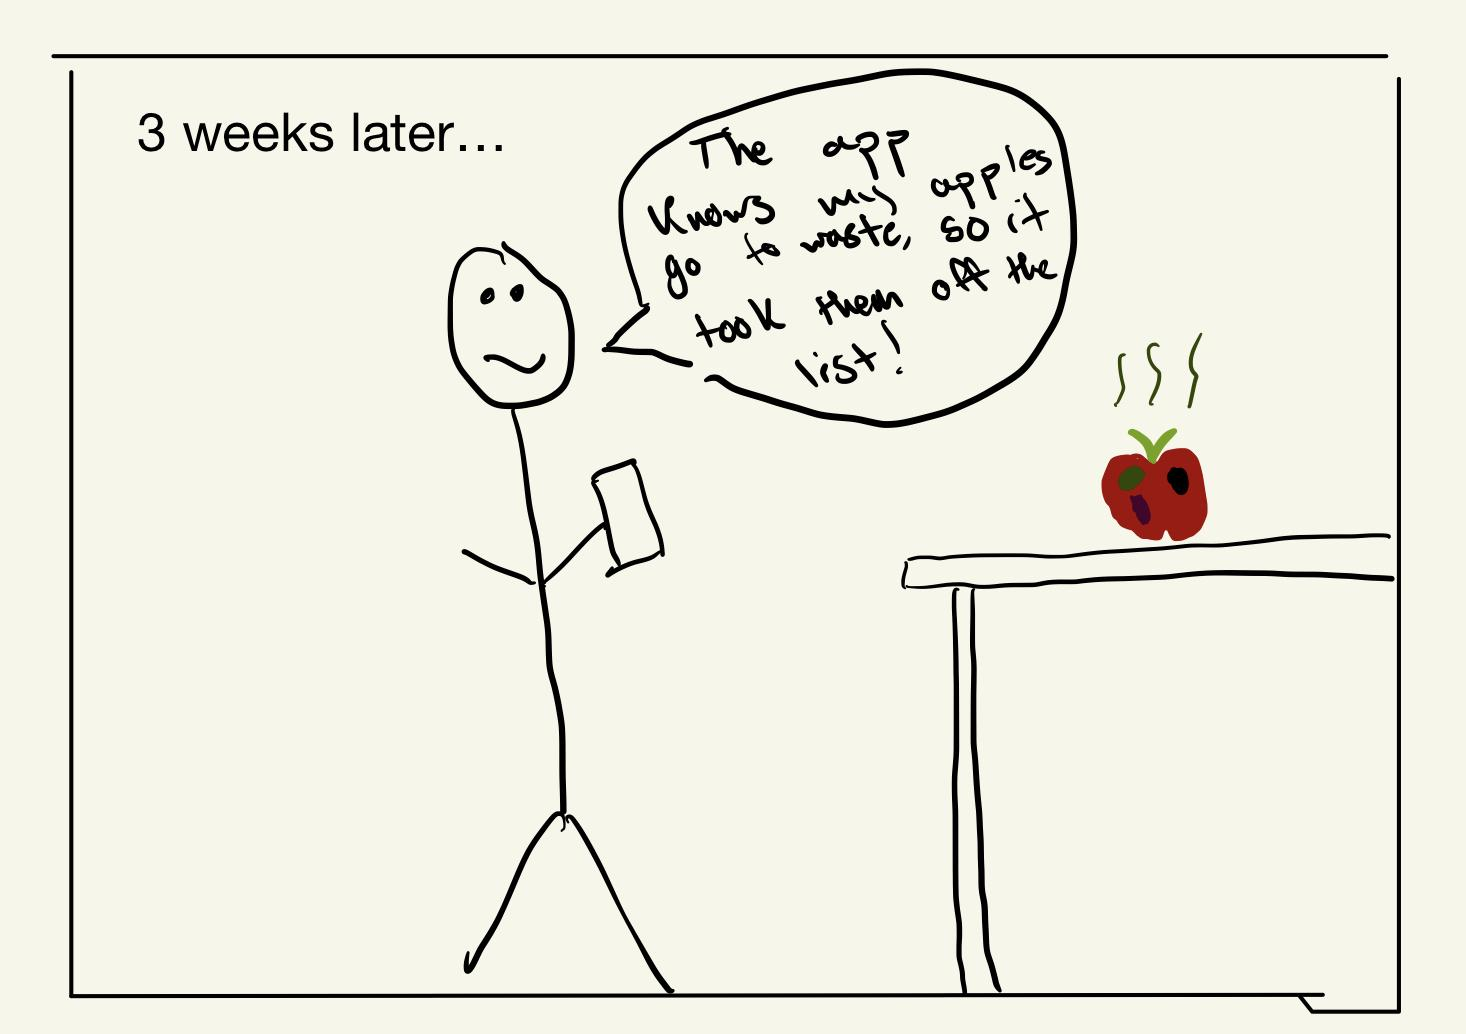 3 weeks later...
The app
knows my apples
go to waste, so it
took them off the
list!